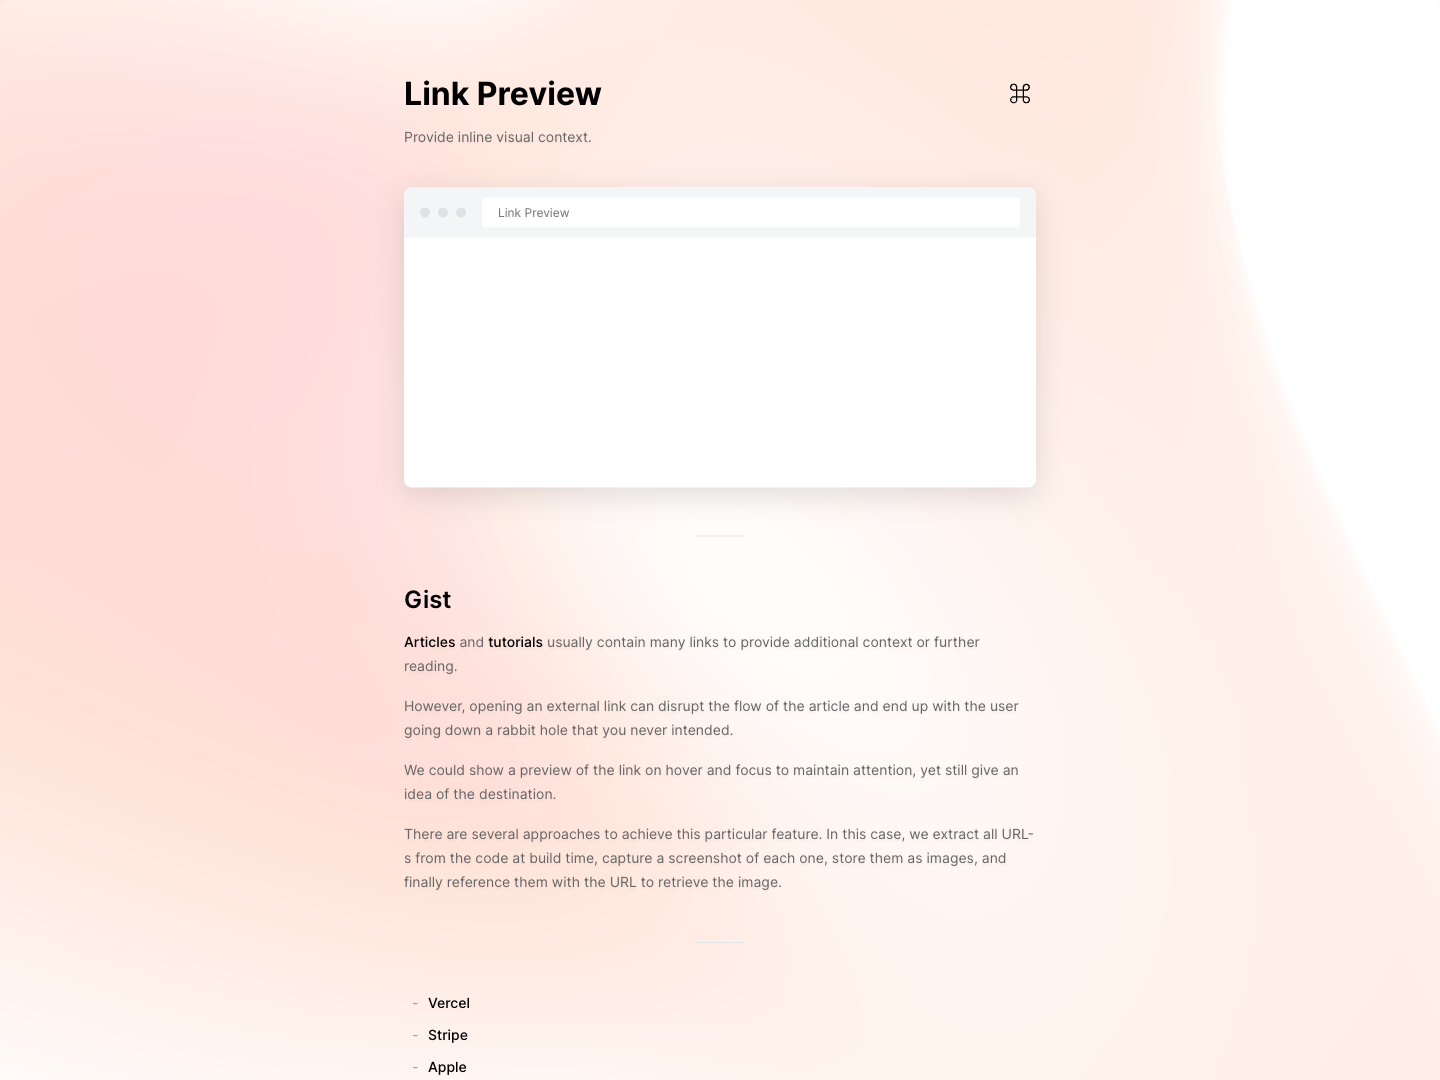 Link Preview
⌘
Provide inline visual context.
Link Preview
Gist
Articles and tutorials usually contain many links to provide additional context or further
reading.
However, opening an external link can disrupt the flow of the article and end up with the user
going down a rabbit hole that you never intended.
We could show a preview of the link on hover and focus to maintain attention, yet still give an
idea of the destination.
There are several approaches to achieve this particular feature. In this case, we extract all URL-
s from the code at build time, capture a screenshot of each one, store them as images, and
finally reference them with the URL to retrieve the image.
- Vercel
- Stripe
- Apple